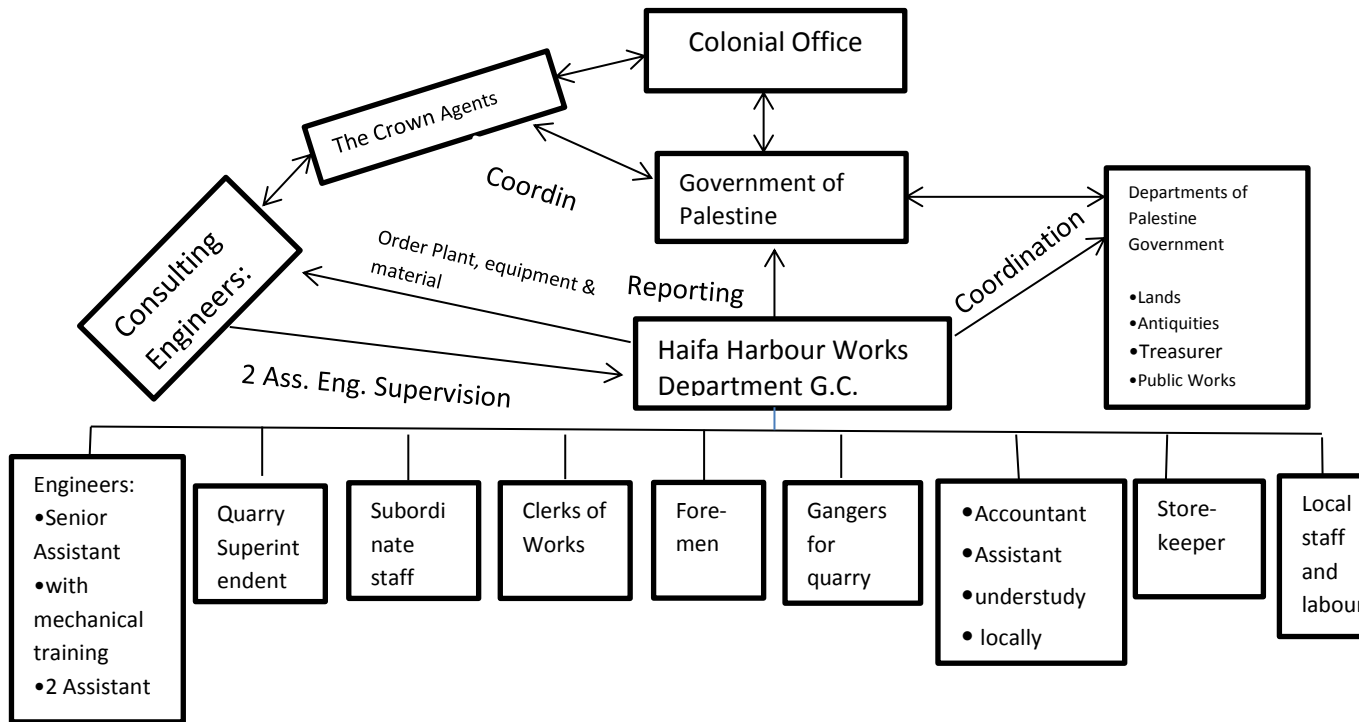 Colonial Office
The Crown Agents
Coordin
Government of
Palestine
Departments of
Palestine
Government
•Lands
•Antiquities
•Treasurer
•Public Works
Coordination
Consulting
Engineers:
Order Plant, equipment &
material
Reporting
Haifa Harbour Works
Department G.C.
2 Ass. Eng. Supervision
Engineers:
•Senior
Assistant
•with
mechanical
training
•2 Assistant
Quarry
Superint
endent
Subordi
nate
staff
Clerks of
Works
Fore-
men
Gangers
for
quarry
•Accountant
•Assistant
•understudy
• locally
Store-
keeper
Local
staff
and
labour